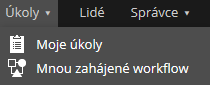 Úkoly Lidé Správce
Moje úkoly
Mnou zahájené workflow